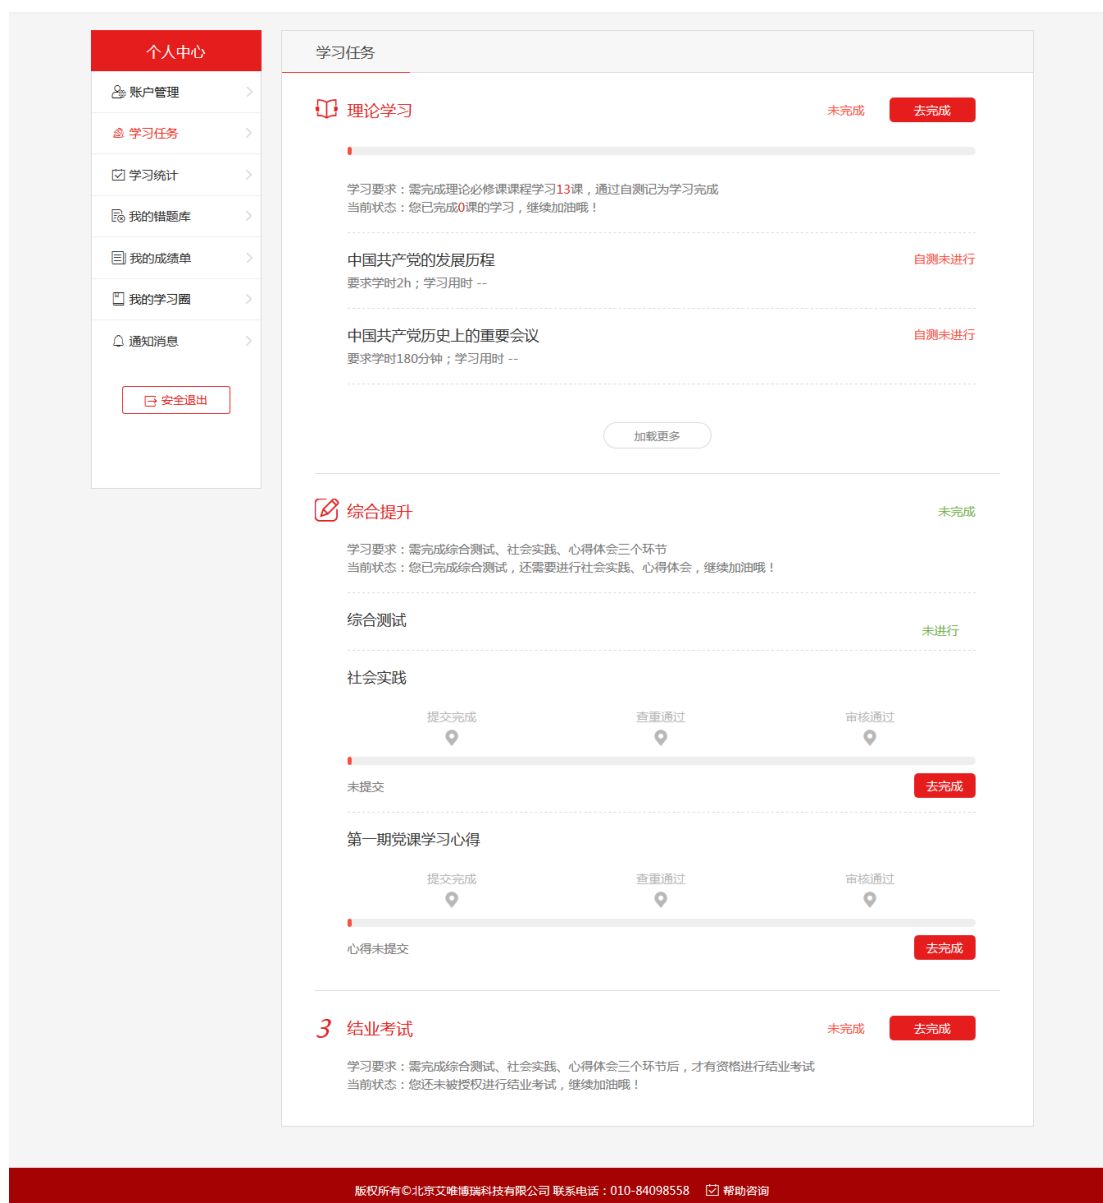 个人中心
账户管理
学习任务
学习统计
我的错题库
我的成绩单
我的学习圈
通知消息
安全退出
学习任务
理论学习
未完成
去完成
学习要求：需完成理论必修课课程学习13课，通过自测记为学习完成
当前状态：您已完成0课的学习，继续加油哦！
中国共产党的发展历程
自测未进行
要求学时2h；学习用时 --
中国共产党历史上的重要会议
自测未进行
要求学时180分钟；学习用时 --
加载更多
综合提升
未完成
学习要求：需完成综合测试、社会实践、心得体会三个环节
当前状态：您已完成综合测试，还需要进行社会实践、心得体会，继续加油哦！
综合测试
未进行
社会实践
提交完成 查重通过 审核通过
未提交
去完成
第一期党课学习心得
提交完成 查重通过 审核通过
心得未提交
去完成
3 结业考试
未完成
去完成
学习要求：需完成综合测试、社会实践、心得体会三个环节后，才有资格进行结业考试
当前状态：您还未被授权进行结业考试，继续加油哦！
版权所有©北京艾唯博瑞科技有限公司 联系电话：010-84098558 帮助咨询